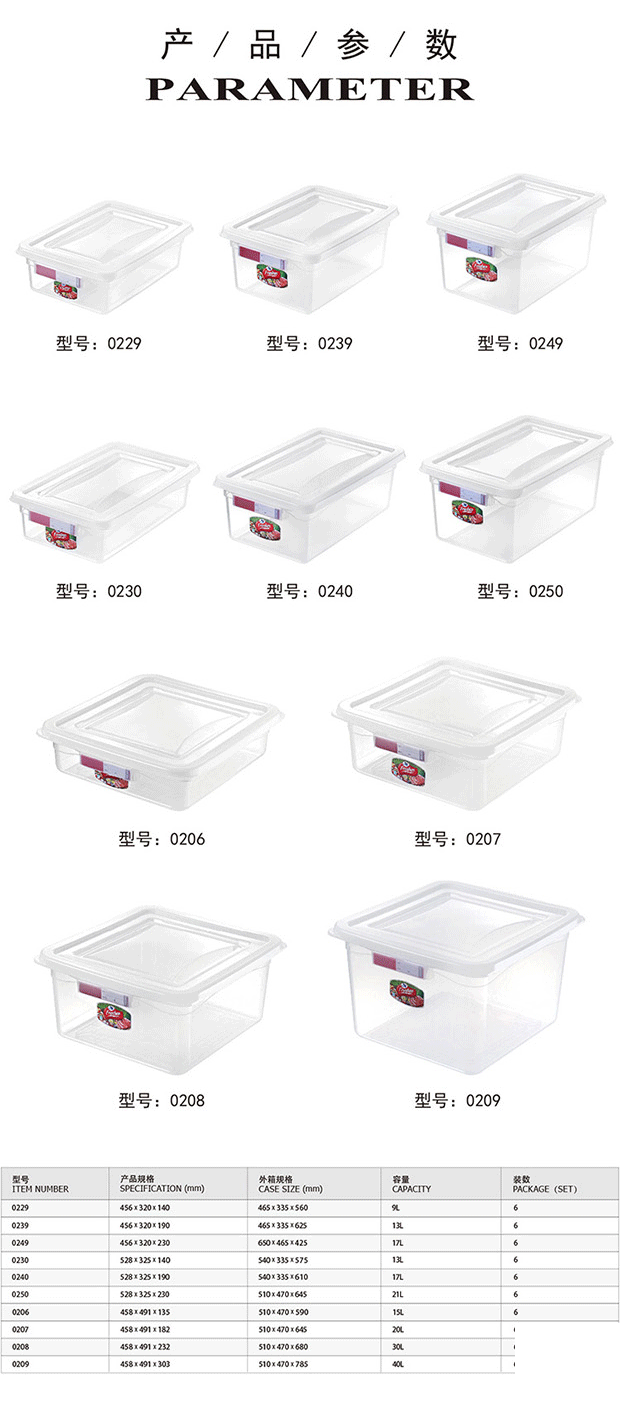 产/品/参/数
PARAMETER
型号：0229
型号：0239
型号：0249
型号：0230
型号：0240
型号：0250
型号：0206
型号：0207
型号：0208
型号：0209
型号 产品规格 外箱规格 容量 装数
ITEM NUMBER SPECIFICATION (mm) CASE SIZE (mm) CAPACITY PACKAGE (SET)
0229 456 x 320 x 140 465 x 335 x 560 9L 6
0239 456 x 320 x 190 465 x 335 x 625 13L 6
0249 456 x 320 x 230 650 x 465 x 425 17L 6
0230 528 x 325 x 140 540 x 335 x 575 13L 6
0240 528 x 325 x 190 540 x 335 x 610 17L 6
0250 528 x 325 x 230 510 x 470 x 645 21L 6
0206 458 x 491 x 135 510 x 470 x 590 15L 6
0207 458 x 491 x 182 510 x 470 x 645 20L
0208 458 x 491 x 232 510 x 470 x 680 30L
0209 458 x 491 x 303 510 x 470 x 785 40L